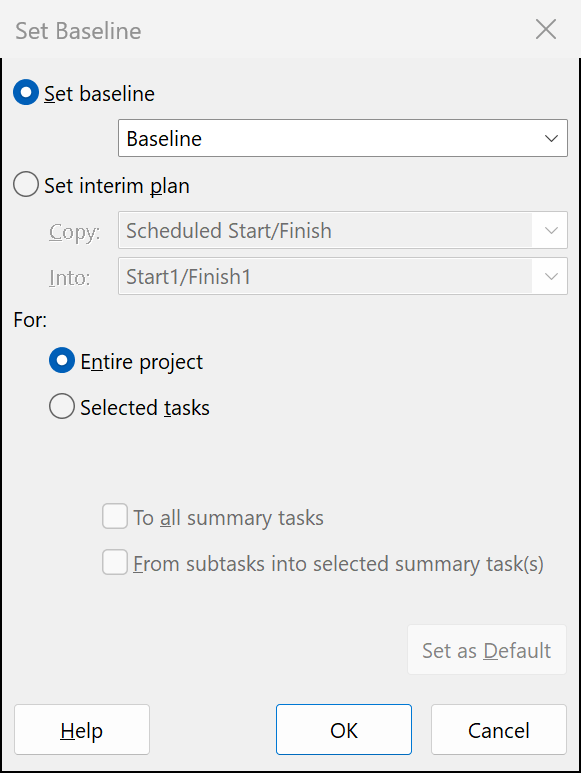 Set Baseline
Set baseline
Baseline
Set interim plan
Copy: Scheduled Start/Finish
Into: Start1/Finish1
For:
Entire project
Selected tasks
To all summary tasks
From subtasks into selected summary task(s)
Set as Default
Help OK Cancel